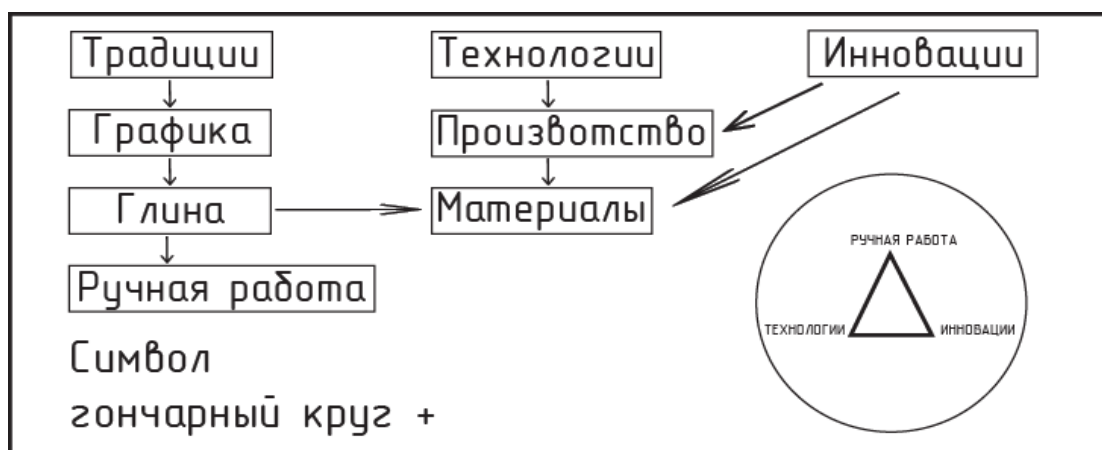 Традиции
Технологии
Инновации
Графика
Произвотство
Глина
Материалы
Ручная работа
Символ
гончарный круг +
РУЧНАЯ РАБОТА
ТЕХНОЛОГИИ
ИННОВАЦИИ